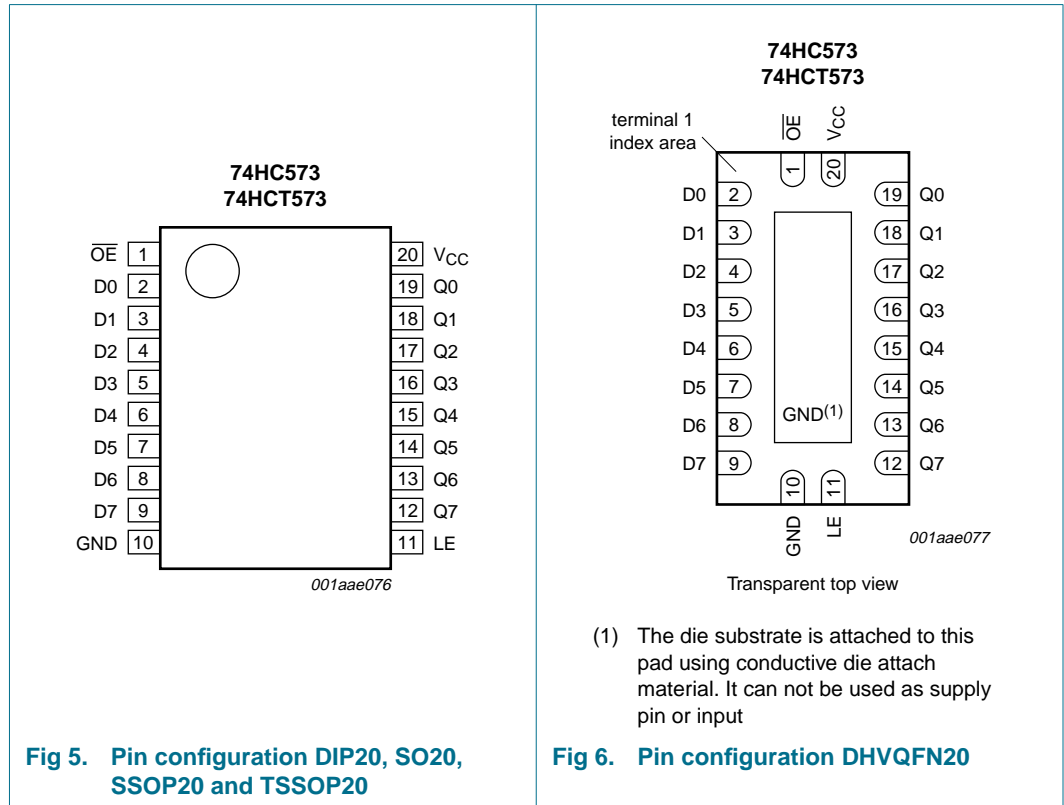 74HC573
74HCT573
OE 1
D0 2
D1 3
D2 4
D3 5
D4 6
D5 7
D6 8
D7 9
GND 10
20 VCC
19 Q0
18 Q1
17 Q2
16 Q3
15 Q4
14 Q5
13 Q6
12 Q7
11 LE
001aae076
Fig 5. Pin configuration DIP20, SO20,
SSOP20 and TSSOP20
74HC573
74HCT573
terminal 1
index area
OE
VCC
1
20
D0 2
D1 3
D2 4
D3 5
D4 6
D5 7
D6 8
D7 9
19 Q0
18 Q1
17 Q2
16 Q3
15 Q4
14 Q5
13 Q6
12 Q7
GND(1)
10
11
GND
LE
001aae077
Transparent top view
(1) The die substrate is attached to this
pad using conductive die attach
material. It can not be used as supply
pin or input
Fig 6. Pin configuration DHVQFN20